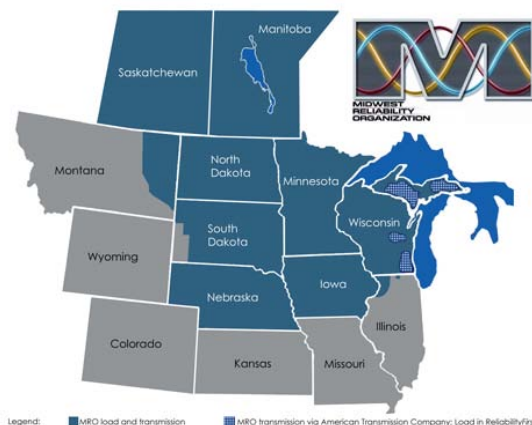 Manitoba
Saskatchewan
MIDWEST
RELIABILITY
ORGANIZATION
Montana
North
Dakota
Minnesota
South
Dakota
Wisconsin
Wyoming
Iowa
Nebraska
Illinois
Colorado
Kansas
Missouri
Legend:
MRO load and transmission
MRO transmission via American Transmission Company; Load in